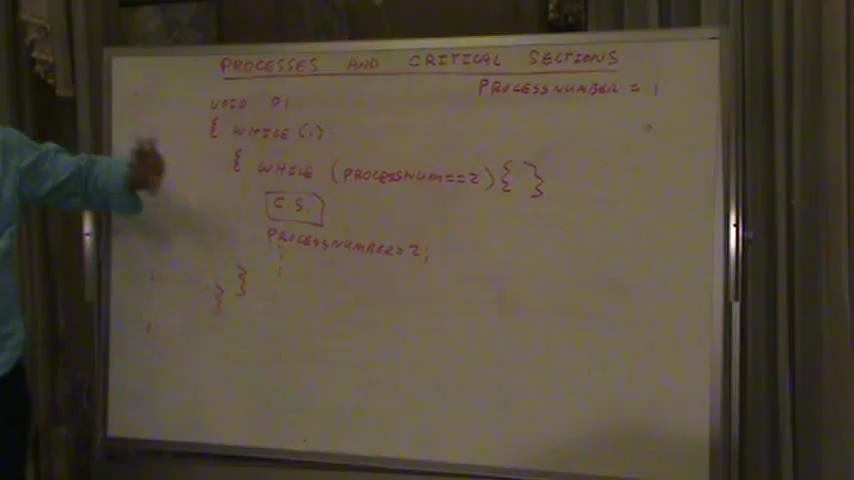 PROCESSES AND CRITICAL SECTIONS
PROCESSNUMBER = 1
VOID P1
{ WHILE (1)
{ WHILE (PROCESSNUM==2) { }
C.S.
PROCESSNUMBER=2;
:
:
}
}